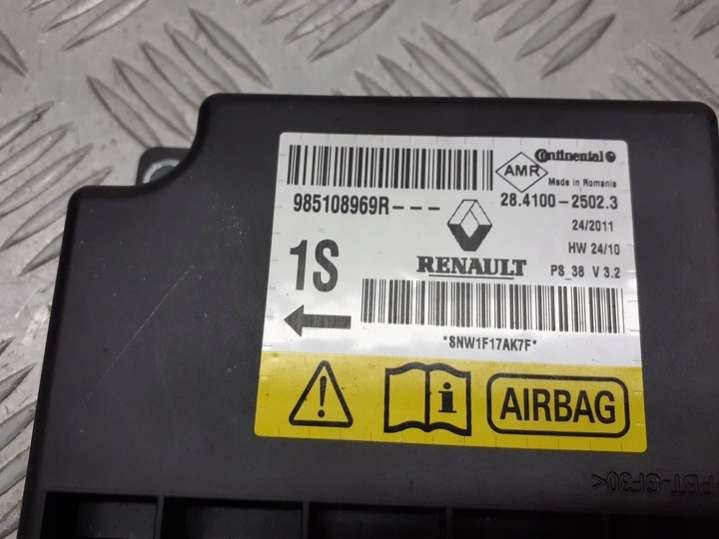 Continental
AMR
Made in Romania
985108969R---
28.4100-2502.3
24/2011
HW 24/10
1S
RENAULT
PS_38 V 3.2
*SNW1F17AK7F*
i
AIRBAG